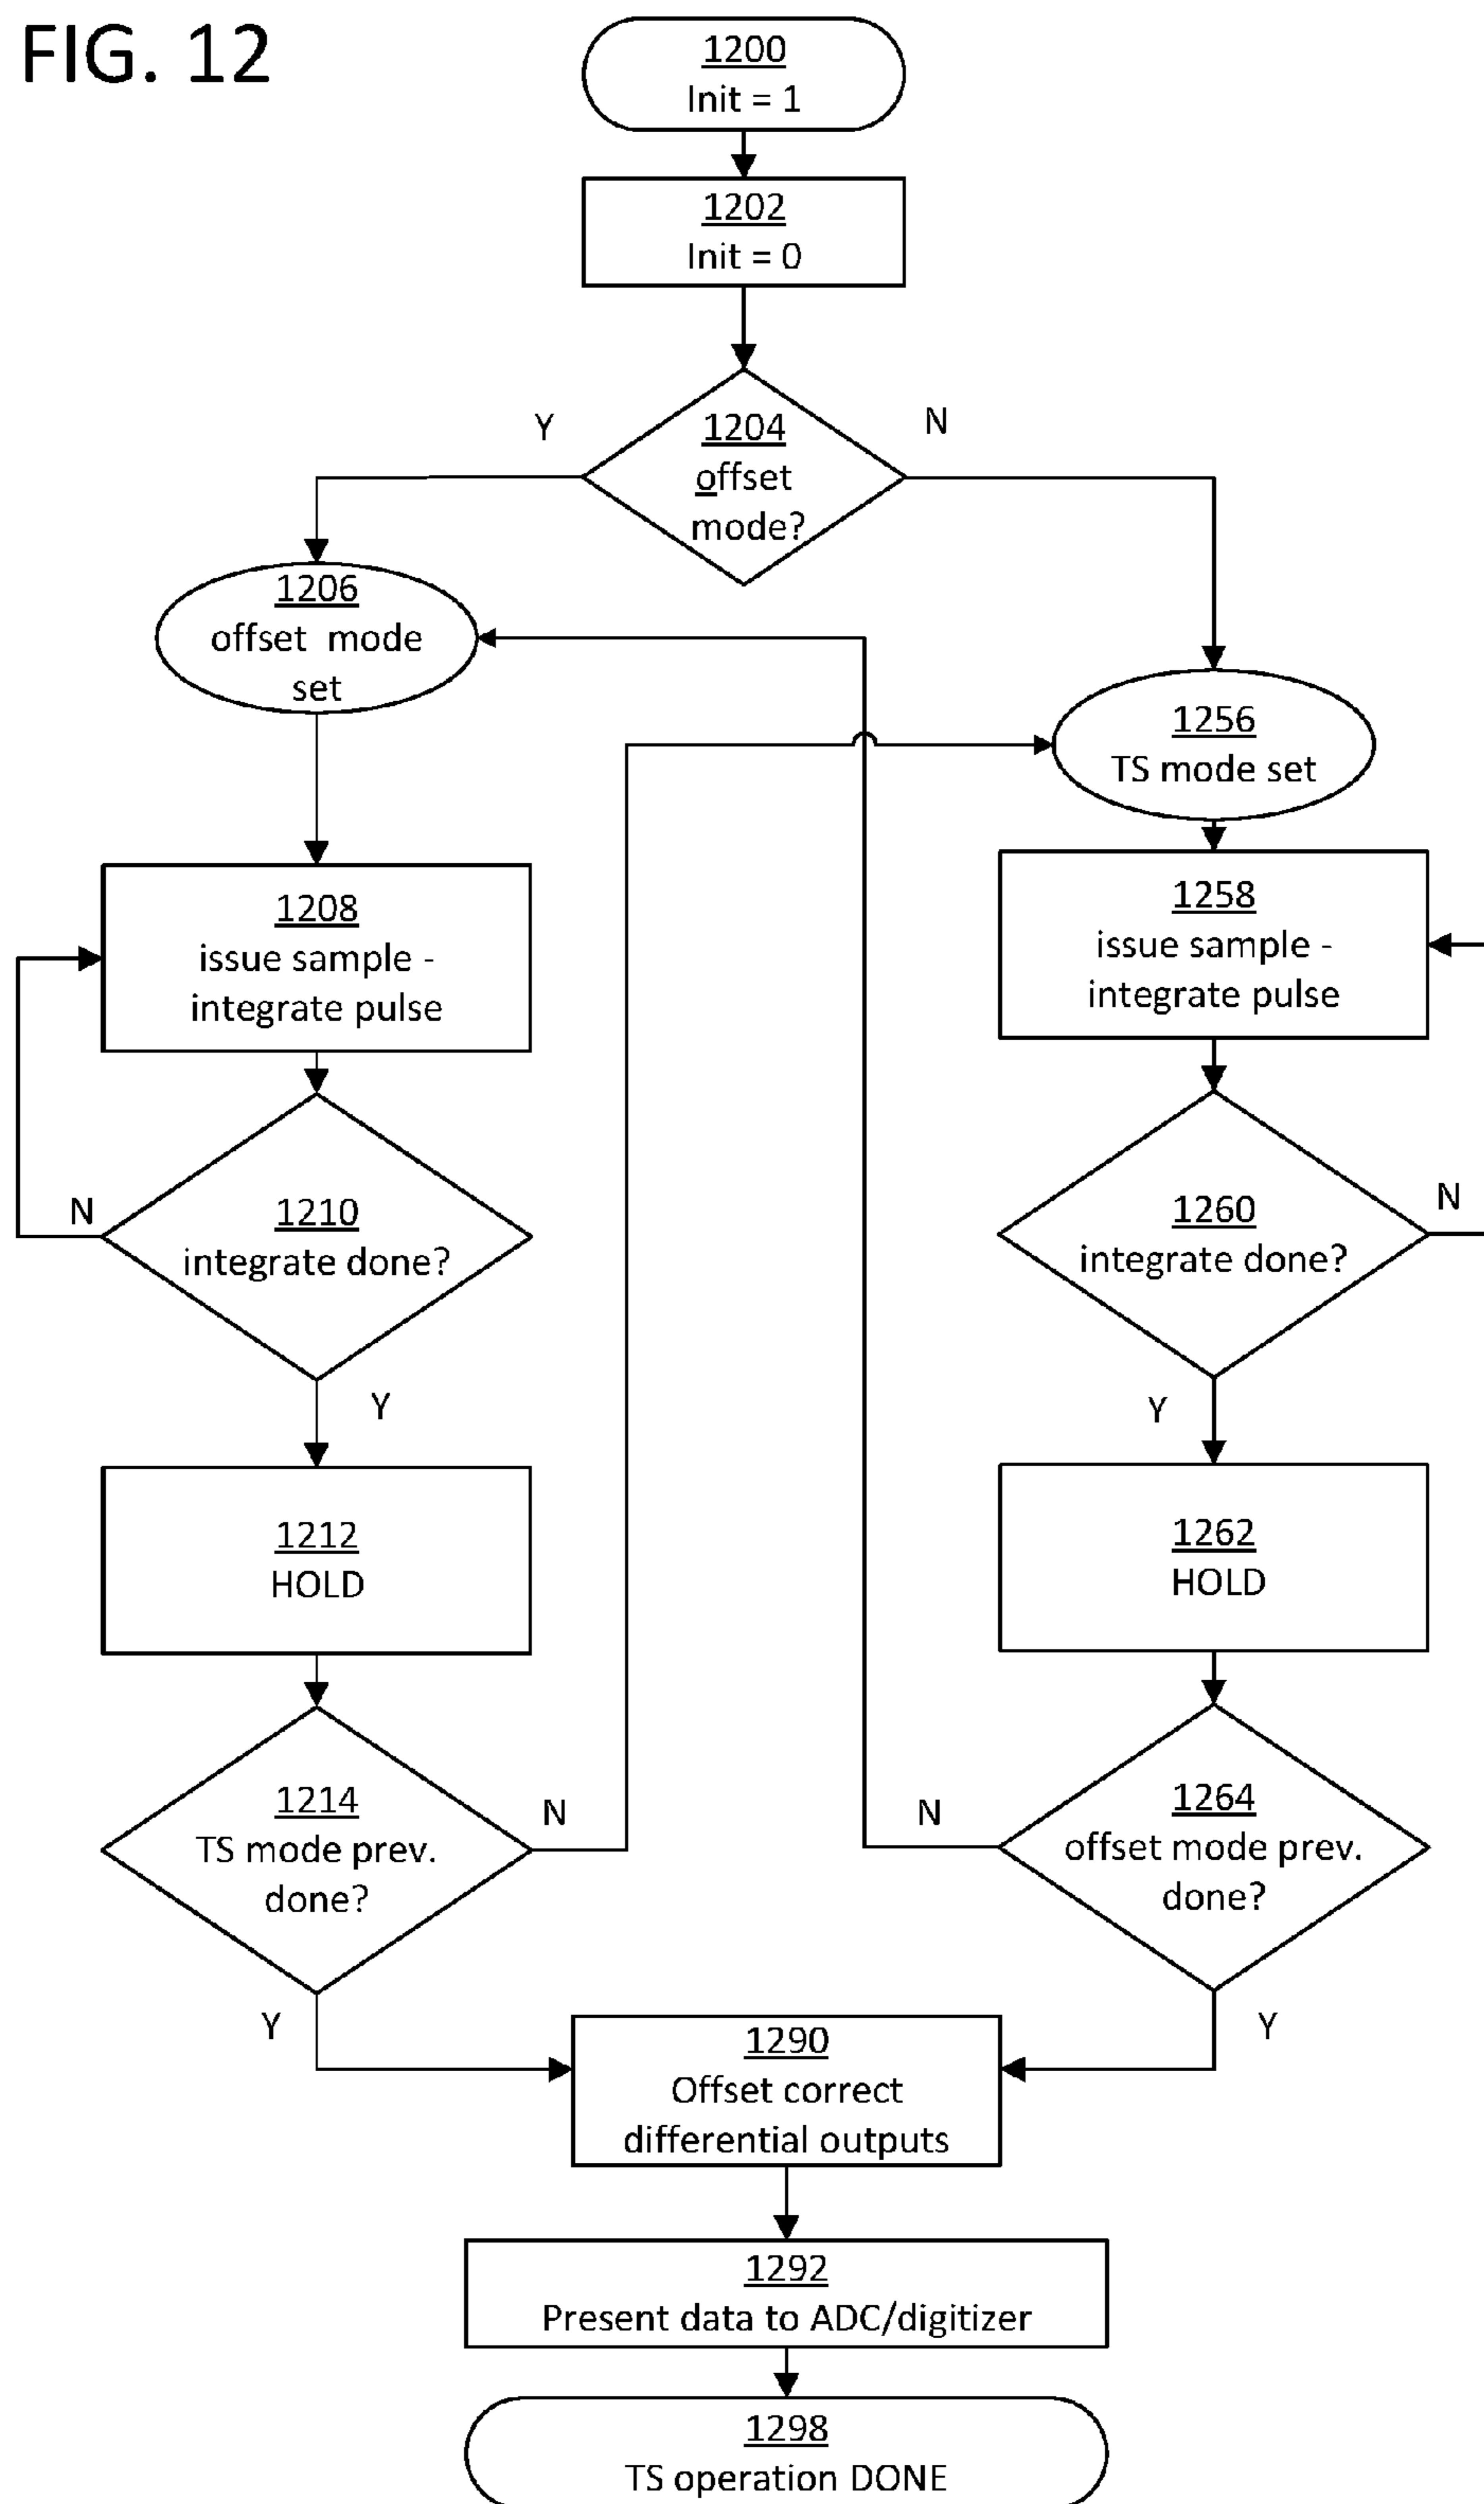 FIG. 12
1200
Init = 1
1202
Init = 0
1204
offset
mode?
Y
N
1206
offset mode
set
1256
TS mode set
1208
issue sample -
integrate pulse
1258
issue sample -
integrate pulse
1210
integrate done?
N
Y
1260
integrate done?
N
Y
1212
HOLD
1262
HOLD
1214
TS mode prev.
done?
N
Y
1264
offset mode prev.
done?
N
Y
1290
Offset correct
differential outputs
1292
Present data to ADC/digitizer
1298
TS operation DONE